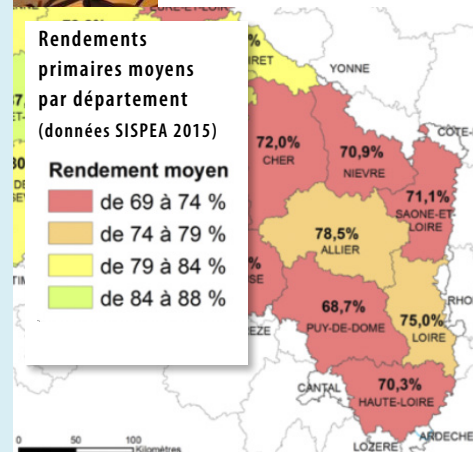 Rendements
primaires moyens
par département
(données SISPEA 2015)
Rendement moyen
de 69 à 74 %
de 74 à 79 %
de 79 à 84 %
de 84 à 88 %
YONNE
72,0%
CHER
70,9%
NIEVRE
71,1%
SAONE-ET-
LOIRE
78,5%
ALLIER
68,7%
PUY-DE-DOME
75,0%
LOIRE
CANTAL
70,3%
HAUTE-LOIRE
LOZERE
ARDECHE
0 50 100
Kilomètres